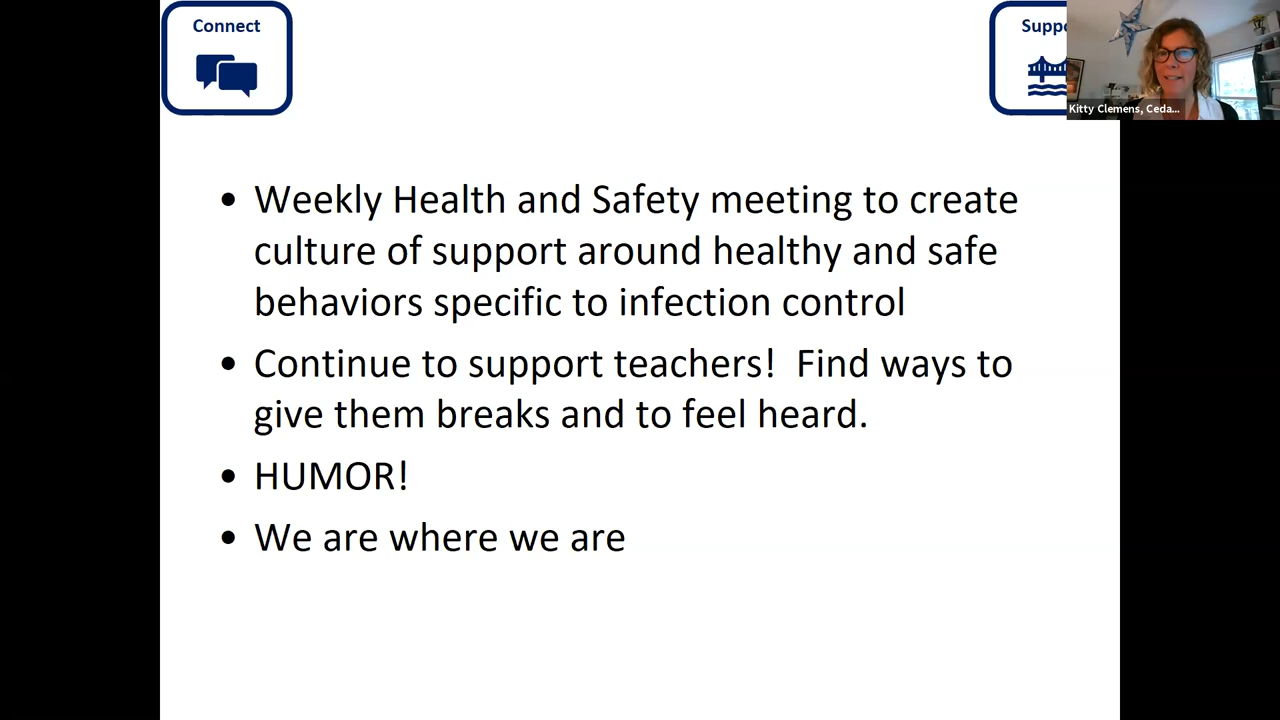 Connect
Suppo
Kitty Clemens, Ceda...
• Weekly Health and Safety meeting to create
culture of support around healthy and safe
behaviors specific to infection control
• Continue to support teachers!  Find ways to
give them breaks and to feel heard.
• HUMOR!
• We are where we are